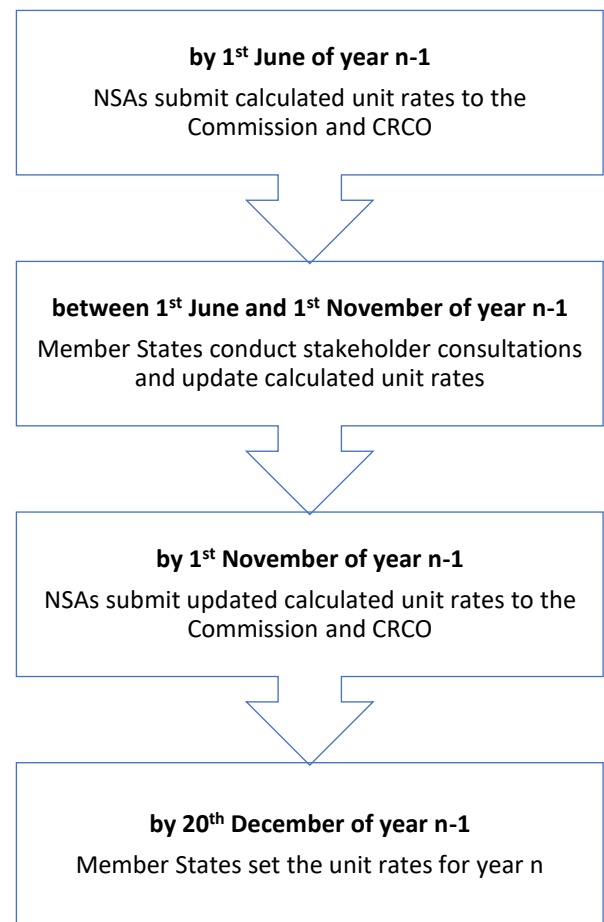 by 1st June of year n-1
NSAs submit calculated unit rates to the
Commission and CRCO
between 1st June and 1st November of year n-1
Member States conduct stakeholder consultations
and update calculated unit rates
by 1st November of year n-1
NSAs submit updated calculated unit rates to the
Commission and CRCO
by 20th December of year n-1
Member States set the unit rates for year n